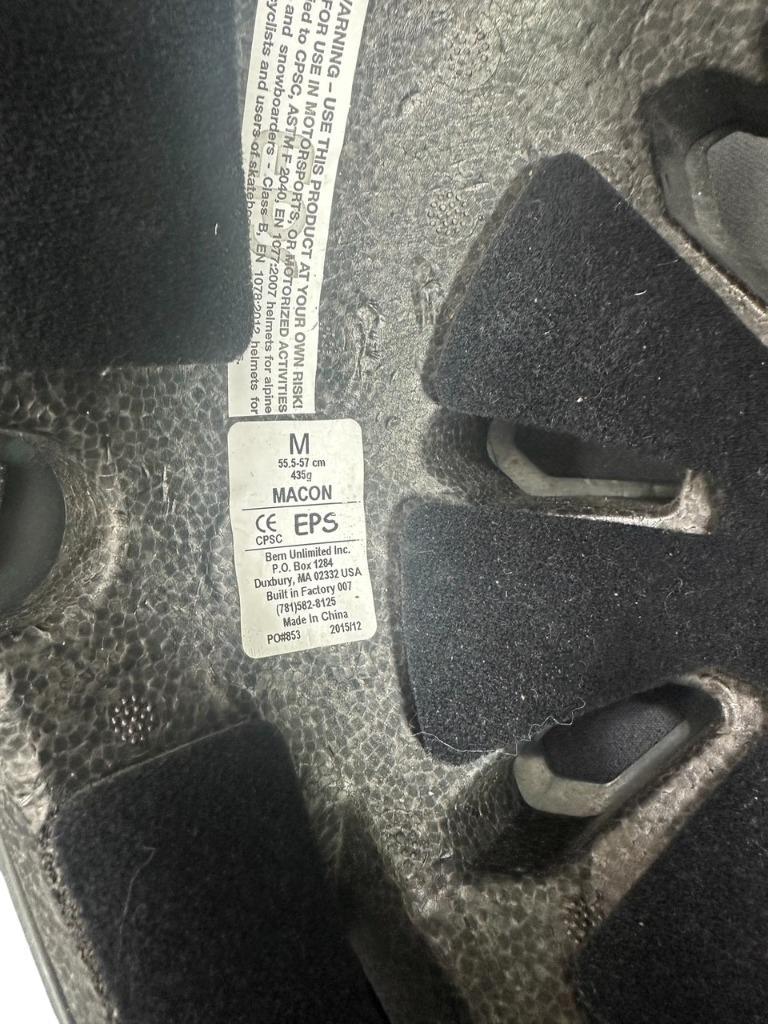 WARNING – USE THIS PRODUCT AT YOUR OWN RISK!
FOR USE IN MOTORSPORTS, OR MOTORIZED ACTIVITIES
to CPSC, ASTM F 2040, EN 1077:2007 helmets for alpine
and snowboarders - Class B, EN 1078:2012 helmets for
and users of
M
55.5-57 cm
435g
MACON
CE EPS
CPSC
Bern Unlimited Inc.
P.O. Box 1284
Duxbury, MA 02332 USA
Built in Factory 007
(781)582-8125
Made In China
PO#853 2015/12